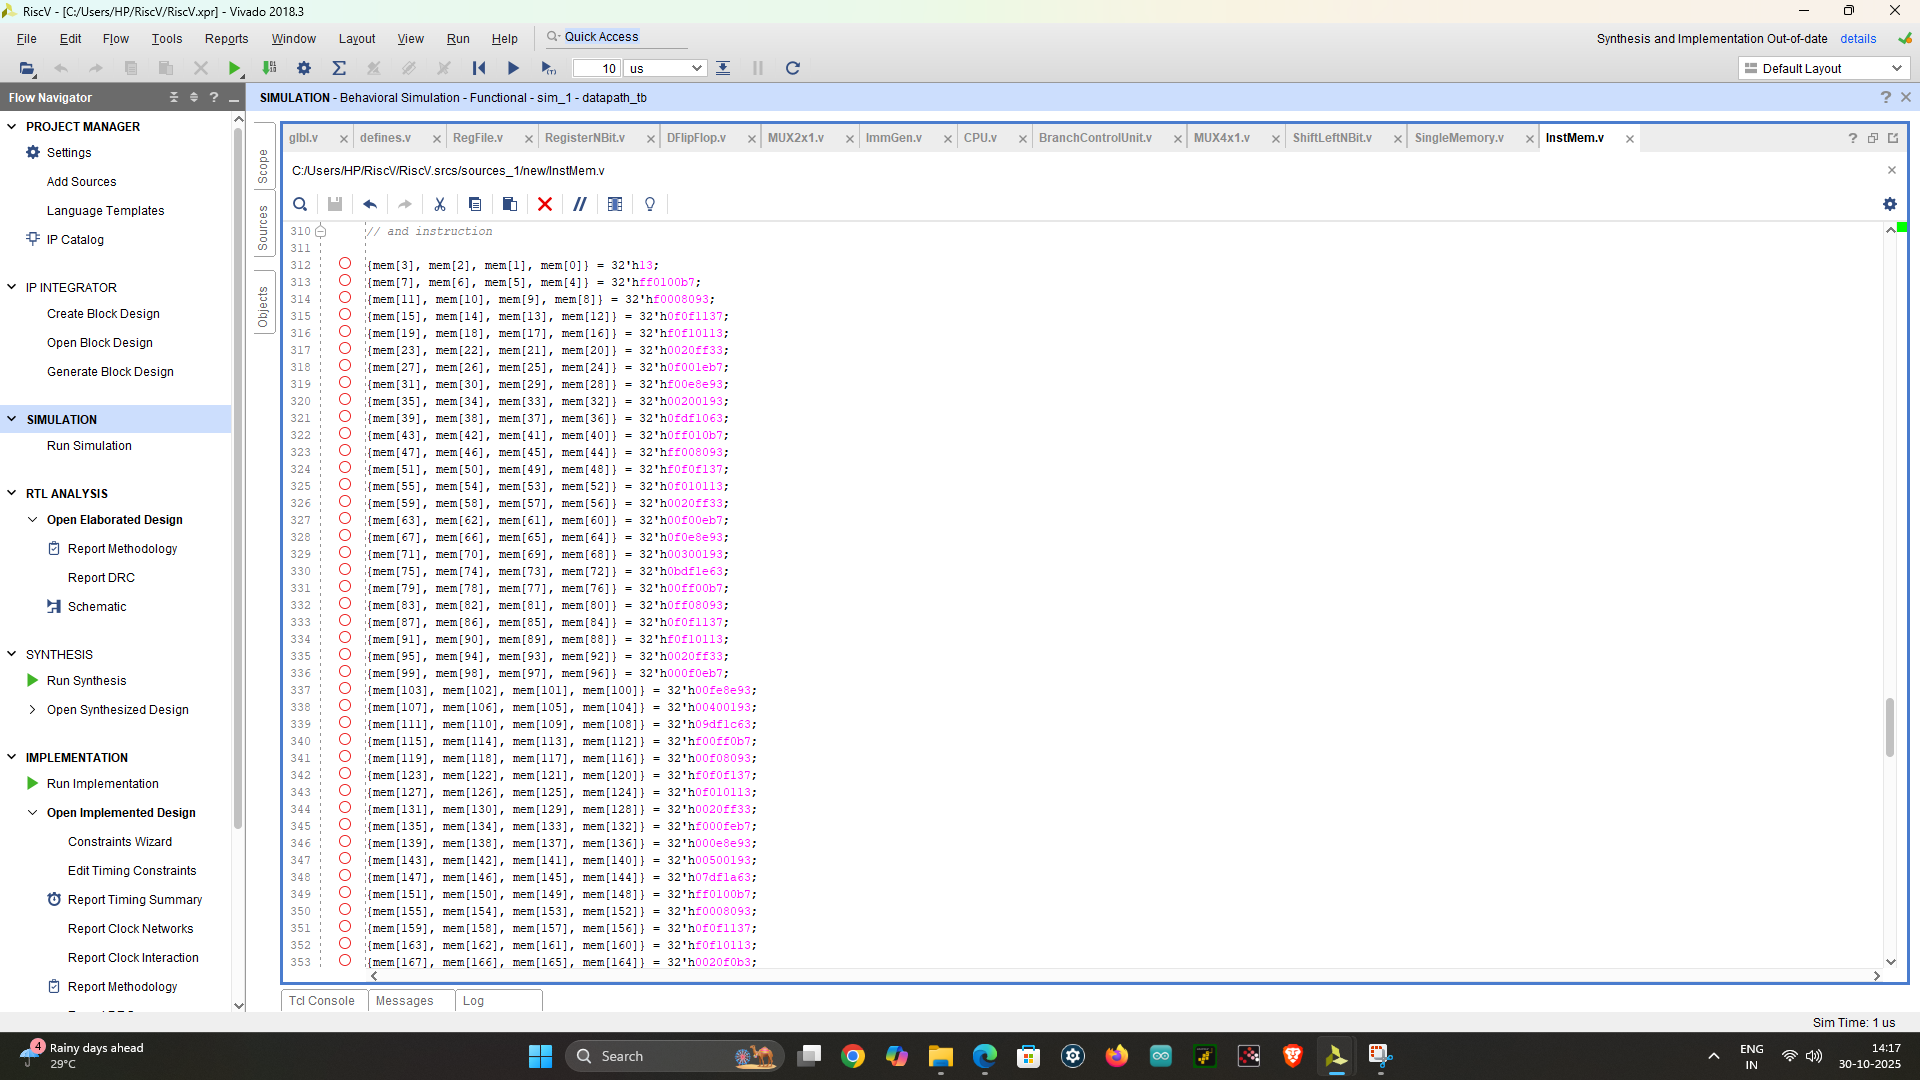 RiscV - [C:/Users/HP/RiscV/RiscV.xpr] - Vivado 2018.3
File Edit Flow Tools Reports Window Layout View Run Help Quick Access
Synthesis and Implementation Out-of-date details
10 us
Default Layout
Flow Navigator
SIMULATION - Behavioral Simulation - Functional - sim_1 - datapath_tb
PROJECT MANAGER
Settings
Add Sources
Language Templates
IP Catalog
IP INTEGRATOR
Create Block Design
Open Block Design
Generate Block Design
SIMULATION
Run Simulation
RTL ANALYSIS
Open Elaborated Design
Report Methodology
Report DRC
Schematic
SYNTHESIS
Run Synthesis
Open Synthesized Design
IMPLEMENTATION
Run Implementation
Open Implemented Design
Constraints Wizard
Edit Timing Constraints
Report Timing Summary
Report Clock Networks
Report Clock Interaction
Report Methodology
Scope
Sources
Objects
glbl.v defines.v RegFile.v RegisterNBit.v DFlipFlop.v MUX2x1.v ImmGen.v CPU.v BranchControlUnit.v MUX4x1.v ShiftLeftNBit.v SingleMemory.v InstMem.v
C:/Users/HP/RiscV/RiscV.srcs/sources_1/new/InstMem.v
310 // and instruction
311
312 {mem[3], mem[2], mem[1], mem[0]} = 32'h13;
313 {mem[7], mem[6], mem[5], mem[4]} = 32'hff0100b7;
314 {mem[11], mem[10], mem[9], mem[8]} = 32'hf0008093;
315 {mem[15], mem[14], mem[13], mem[12]} = 32'h0f0f1137;
316 {mem[19], mem[18], mem[17], mem[16]} = 32'hf0f10113;
317 {mem[23], mem[22], mem[21], mem[20]} = 32'h0020ff33;
318 {mem[27], mem[26], mem[25], mem[24]} = 32'h0f001eb7;
319 {mem[31], mem[30], mem[29], mem[28]} = 32'hf00e8e93;
320 {mem[35], mem[34], mem[33], mem[32]} = 32'h00200193;
321 {mem[39], mem[38], mem[37], mem[36]} = 32'h0fdf1063;
322 {mem[43], mem[42], mem[41], mem[40]} = 32'h0ff010b7;
323 {mem[47], mem[46], mem[45], mem[44]} = 32'hff008093;
324 {mem[51], mem[50], mem[49], mem[48]} = 32'hf0f0f137;
325 {mem[55], mem[54], mem[53], mem[52]} = 32'h0f010113;
326 {mem[59], mem[58], mem[57], mem[56]} = 32'h0020ff33;
327 {mem[63], mem[62], mem[61], mem[60]} = 32'h00f00eb7;
328 {mem[67], mem[66], mem[65], mem[64]} = 32'h0f0e8e93;
329 {mem[71], mem[70], mem[69], mem[68]} = 32'h00300193;
330 {mem[75], mem[74], mem[73], mem[72]} = 32'h0bdf1e63;
331 {mem[79], mem[78], mem[77], mem[76]} = 32'h00ff00b7;
332 {mem[83], mem[82], mem[81], mem[80]} = 32'h0ff08093;
333 {mem[87], mem[86], mem[85], mem[84]} = 32'h0f0f1137;
334 {mem[91], mem[90], mem[89], mem[88]} = 32'hf0f10113;
335 {mem[95], mem[94], mem[93], mem[92]} = 32'h0020ff33;
336 {mem[99], mem[98], mem[97], mem[96]} = 32'h000f0eb7;
337 {mem[103], mem[102], mem[101], mem[100]} = 32'h00fe8e93;
338 {mem[107], mem[106], mem[105], mem[104]} = 32'h00400193;
339 {mem[111], mem[110], mem[109], mem[108]} = 32'h09df1c63;
340 {mem[115], mem[114], mem[113], mem[112]} = 32'hf00ff0b7;
341 {mem[119], mem[118], mem[117], mem[116]} = 32'h00f08093;
342 {mem[123], mem[122], mem[121], mem[120]} = 32'hf0f0f137;
343 {mem[127], mem[126], mem[125], mem[124]} = 32'h0f010113;
344 {mem[131], mem[130], mem[129], mem[128]} = 32'h0020ff33;
345 {mem[135], mem[134], mem[133], mem[132]} = 32'hf000feb7;
346 {mem[139], mem[138], mem[137], mem[136]} = 32'h000e8e93;
347 {mem[143], mem[142], mem[141], mem[140]} = 32'h00500193;
348 {mem[147], mem[146], mem[145], mem[144]} = 32'h07df1a63;
349 {mem[151], mem[150], mem[149], mem[148]} = 32'hff0100b7;
350 {mem[155], mem[154], mem[153], mem[152]} = 32'hf0008093;
351 {mem[159], mem[158], mem[157], mem[156]} = 32'h0f0f1137;
352 {mem[163], mem[162], mem[161], mem[160]} = 32'hf0f10113;
353 {mem[167], mem[166], mem[165], mem[164]} = 32'h0020f0b3;
Tcl Console Messages Log
Sim Time: 1 us
4 Rainy days ahead
29°C
Search
ENG
IN
14:17
30-10-2025